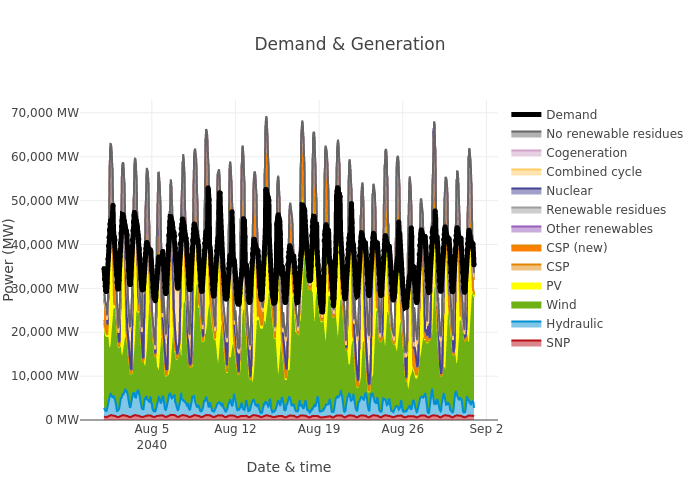 Demand & Generation
70,000 MW
60,000 MW
50,000 MW
40,000 MW
30,000 MW
20,000 MW
10,000 MW
0 MW
Power (MW)
Aug 5
2040
Aug 12
Aug 19
Aug 26
Sep 2
Date & time
Demand
No renewable residues
Cogeneration
Combined cycle
Nuclear
Renewable residues
Other renewables
CSP (new)
CSP
PV
Wind
Hydraulic
SNP